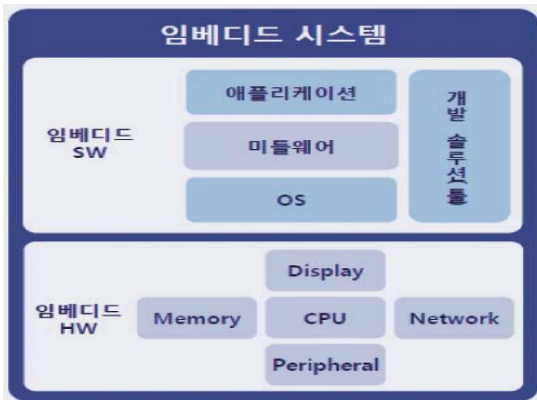 임베디드 시스템
임베디드
SW
애플리케이션
미들웨어
OS
개발 솔루션/툴
임베디드
HW
Display
Memory
CPU
Network
Peripheral